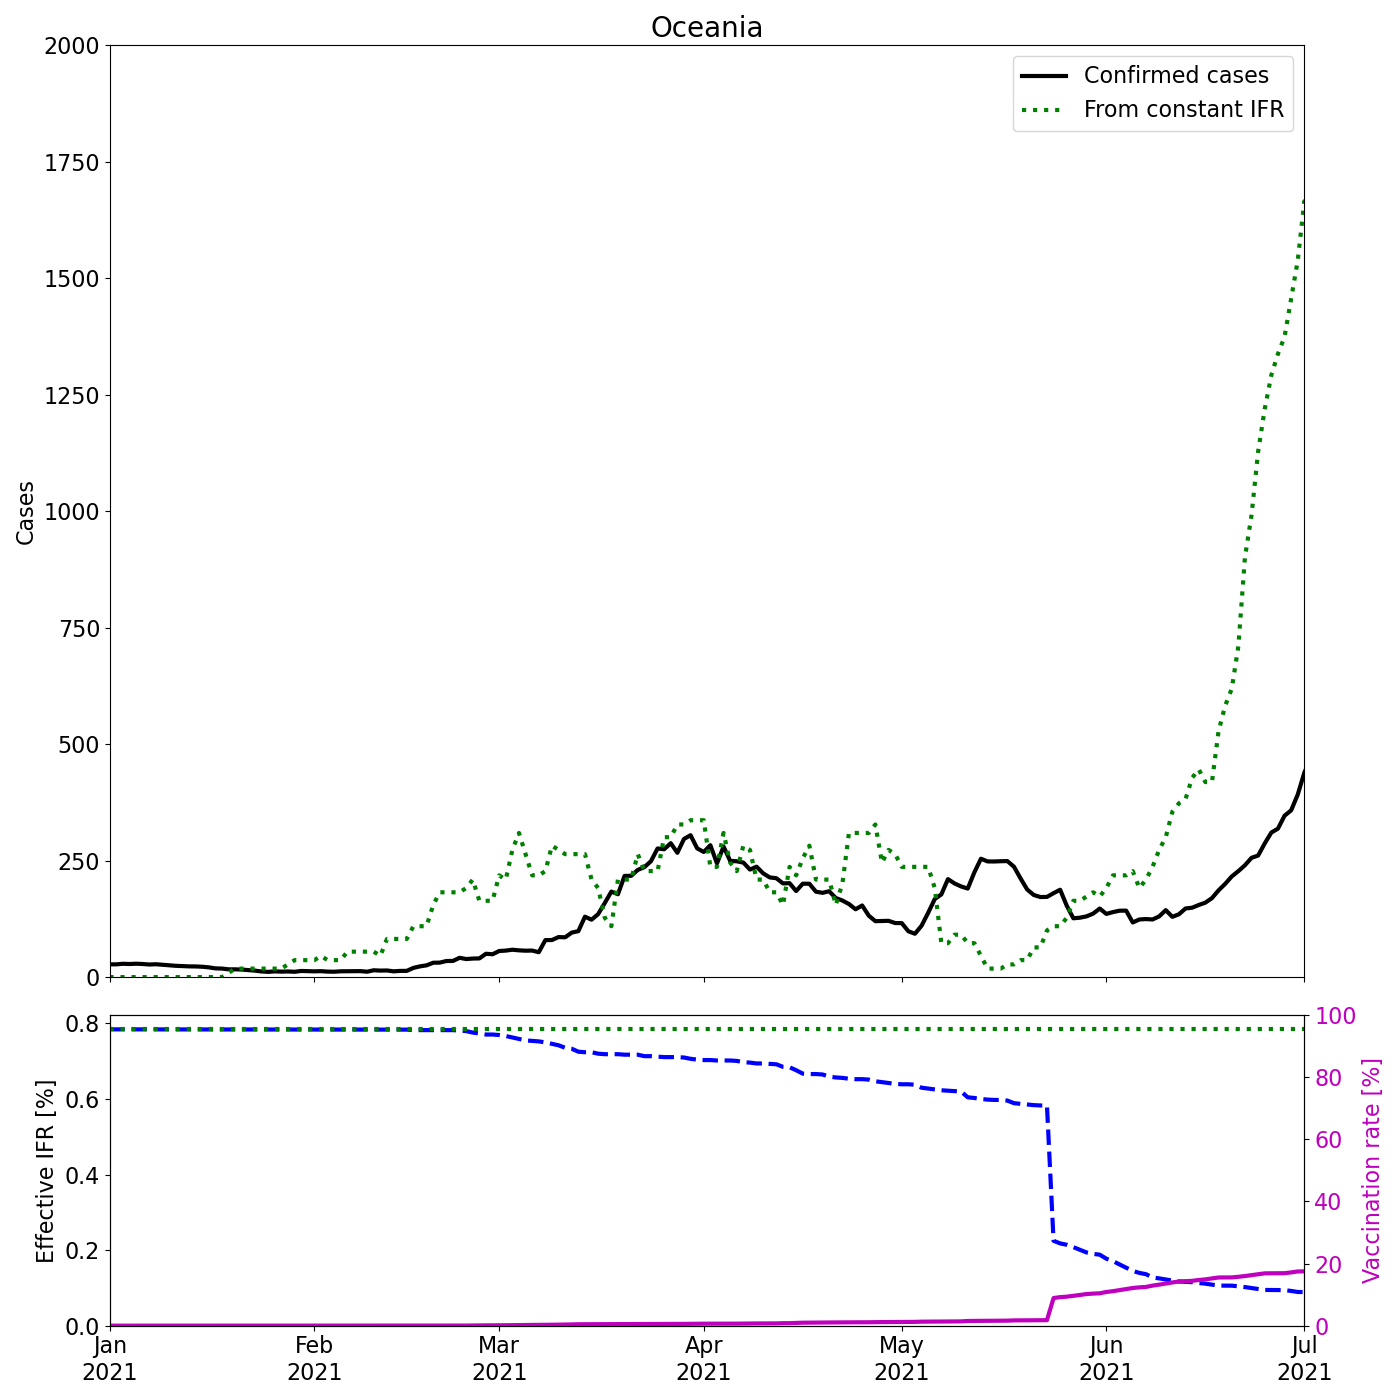 Oceania
2000
1750
1500
1250
1000
750
500
250
0
Cases
Confirmed cases
From constant IFR
0.8
0.6
0.4
0.2
0.0
Effective IFR [%]
100
80
60
40
20
0
Vaccination rate [%]
Jan Feb Mar Apr May Jun Jul
2021 2021 2021 2021 2021 2021 2021